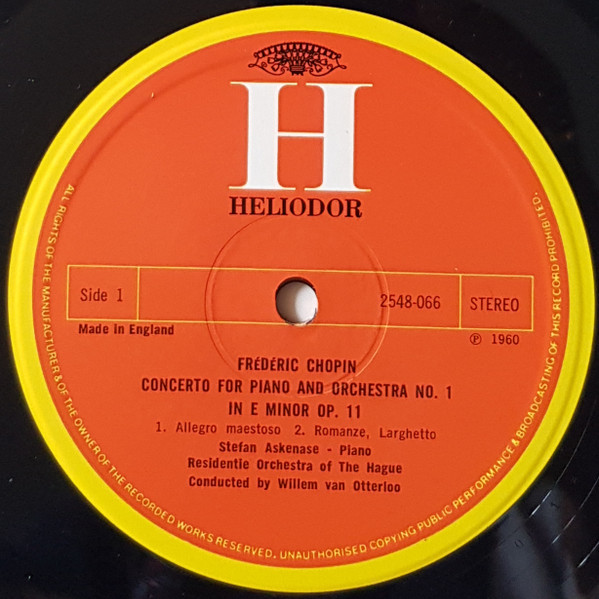 H
HELIODOR
Side 1
2548-066
STEREO
Made in England
℗ 1960
FRéDéRIC CHOPIN
CONCERTO FOR PIANO AND ORCHESTRA NO. 1
IN E MINOR OP. 11
1. Allegro maestoso 2. Romanze, Larghetto
Stefan Askenase - Piano
Residentie Orchestra of The Hague
Conducted by Willem van Otterloo
ALL RIGHTS OF THE MANUFACTURER & OF THE OWNER OF THE RECORDED WORKS RESERVED. UNAUTHORISED COPYING PUBLIC PERFORMANCE & BROADCASTING OF THIS RECORD PROHIBITED.